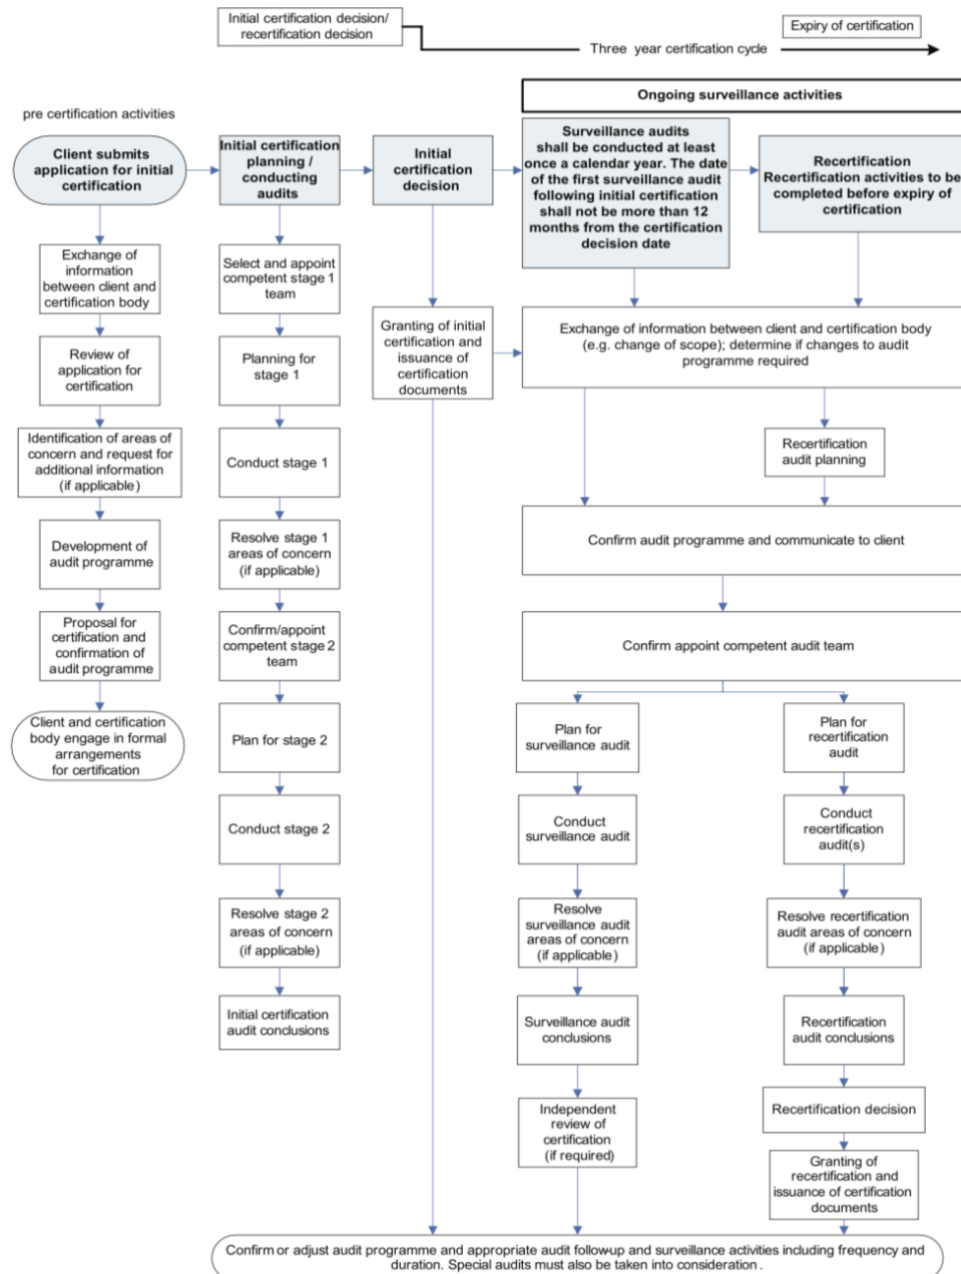 Initial certification decision/
recertification decision
Expiry of certification
Three year certification cycle
Ongoing surveillance activities
pre certification activities
Client submits
application for initial
certification
Initial certification
planning /
conducting
audits
Initial
certification
decision
Surveillance audits
shall be conducted at least
once a calendar year. The date
of the first surveillance audit
following initial certification
shall not be more than 12
months from the certification
decision date
Recertification
Recertification activities to be
completed before expiry of
certification
Exchange of
information
between client and
certification body
Review of
application for
certification
Identification of areas of
concern and request for
additional information
(if applicable)
Development of
audit programme
Proposal for
certification and
confirmation of
audit programme
Client and certification
body engage in formal
arrangements
for certification
Select and appoint
competent stage 1
team
Planning for
stage 1
Conduct stage 1
Resolve stage 1
areas of concern
(if applicable)
Confirm/appoint
competent stage 2
team
Plan for stage 2
Conduct stage 2
Resolve stage 2
areas of concern
(if applicable)
Initial certification
audit conclusions
Granting of initial
certification and
issuance of
certification
documents
Exchange of information between client and certification body
(e.g. change of scope); determine if changes to audit
programme required
Recertification
audit planning
Confirm audit programme and communicate to client
Confirm appoint competent audit team
Plan for
surveillance audit
Conduct
surveillance audit
Resolve
surveillance audit
areas of concern
(if applicable)
Surveillance audit
conclusions
Independent
review of
certification
(if required)
Plan for
recertification
audit
Conduct
recertification
audit(s)
Resolve recertification
audit areas of concern
(if applicable)
Recertification
audit conclusions
Recertification decision
Granting of
recertification and
issuance of certification
documents
Confirm or adjust audit programme and appropriate audit follow-up and surveillance activities including frequency and
duration. Special audits must also be taken into consideration.